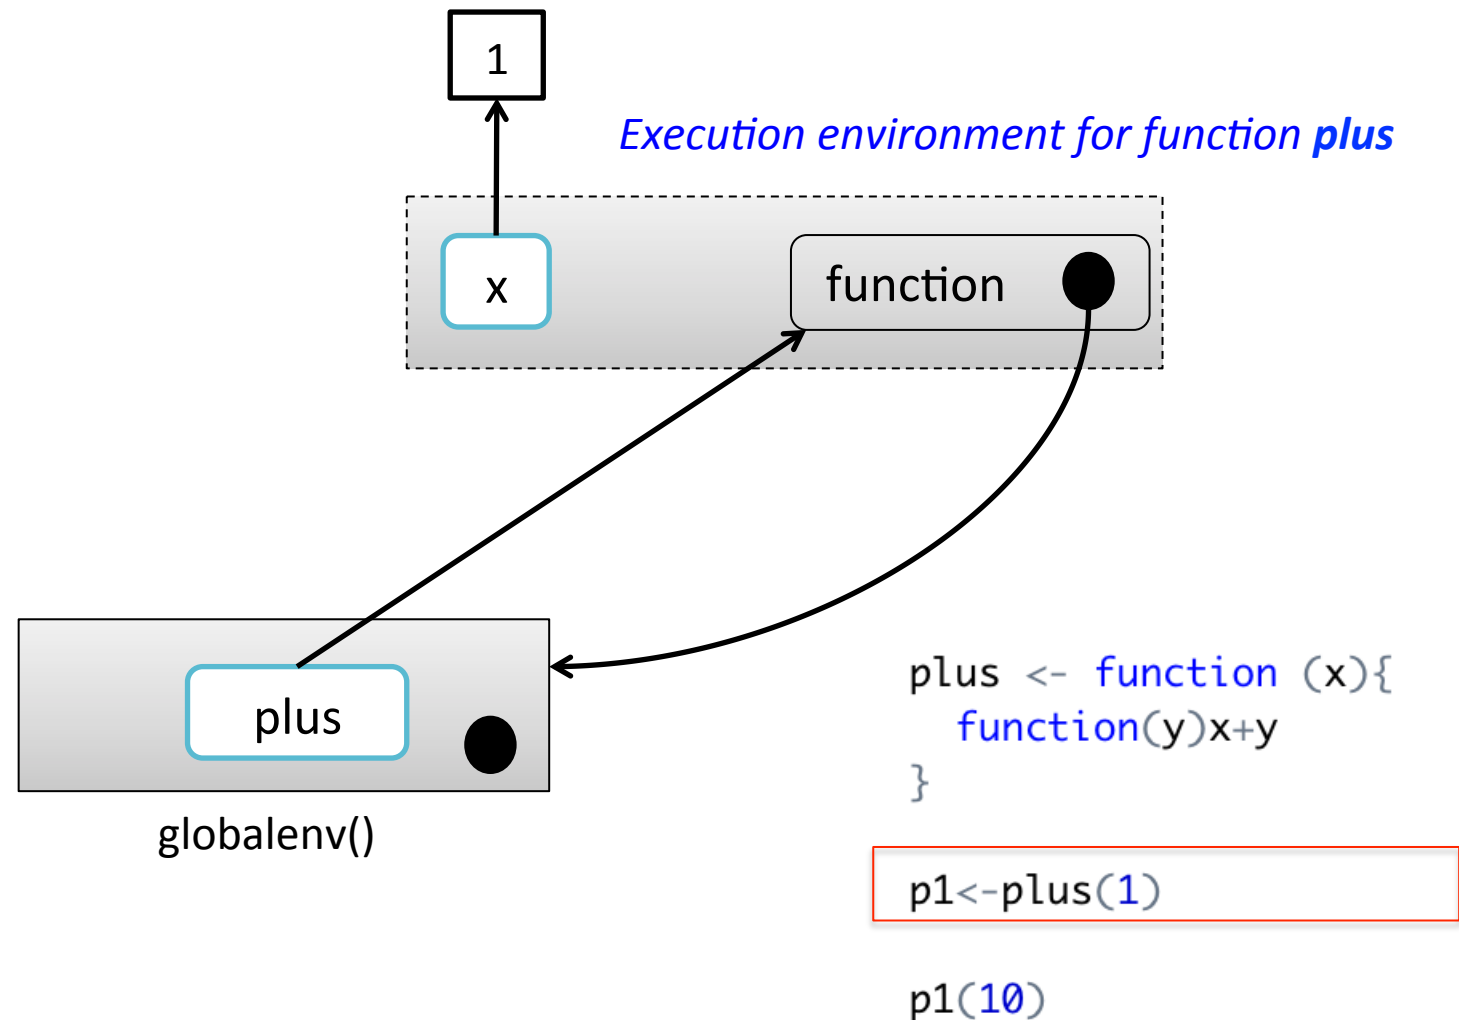 1
Execution environment for function plus
x
function
plus
globalenv()
plus <- function (x){
  function(y)x+y
}
p1<-plus(1)
p1(10)